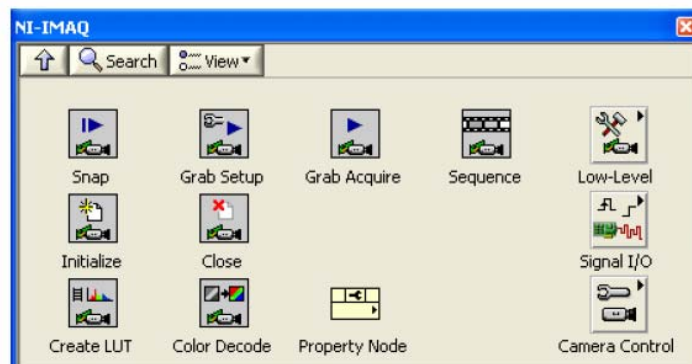 NI-IMAQ
Search View
Snap Grab Setup Grab Acquire Sequence Low-Level
Initialize Close Signal I/O
Create LUT Color Decode Property Node Camera Control